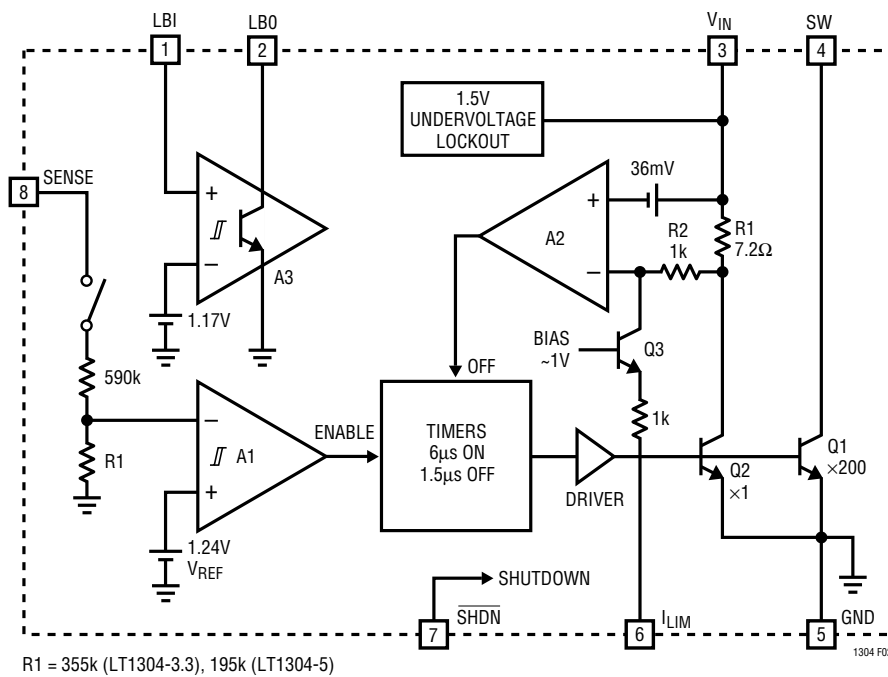 LBI LB0 VIN SW
1 2 3 4
1.5V
UNDERVOLTAGE
LOCKOUT
8 SENSE
36mV
+
+
A2
R2
1k
R1
7.2Ω
−
−
A3
1.17V
BIAS
~1V
Q3
OFF
590k
1k
−
A1
ENABLE
TIMERS
6µs ON
1.5µs OFF
R1
+
DRIVER
Q2
×1
Q1
×200
1.24V
VREF
SHUTDOWN
7 SHDN 6 ILIM 5 GND
1304 F02
R1 = 355k (LT1304-3.3), 195k (LT1304-5)